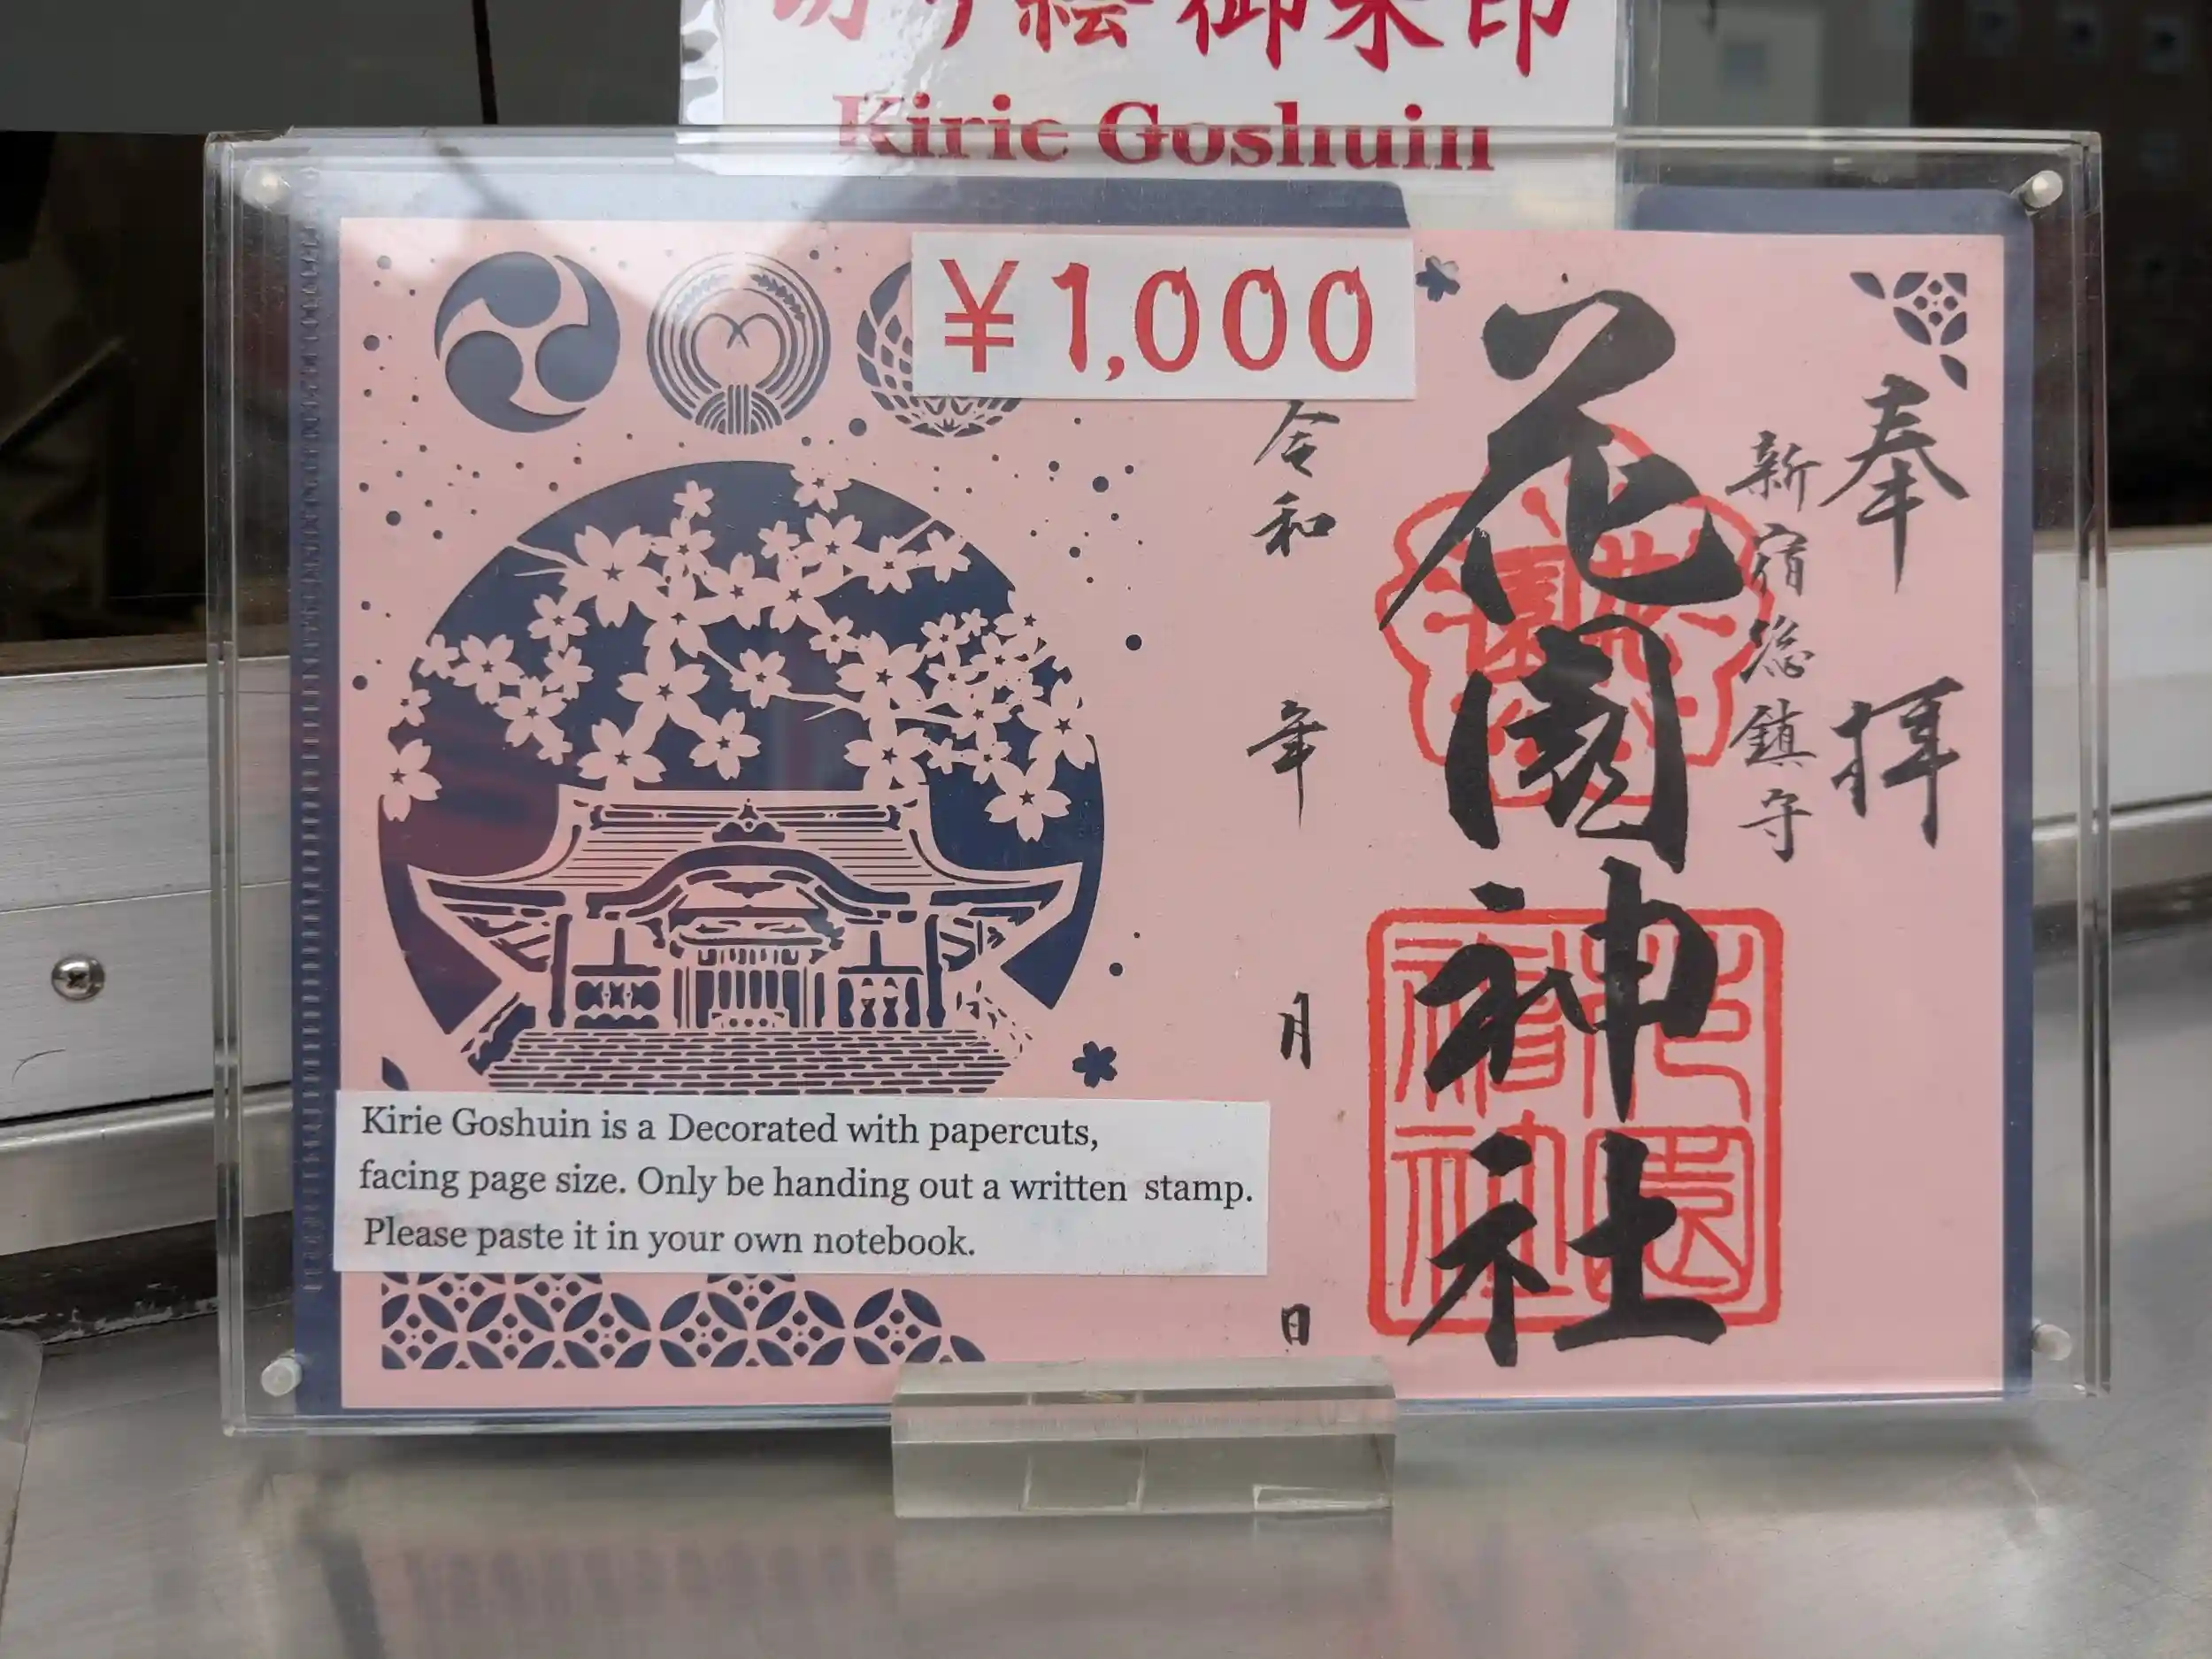 切り絵御朱印
Kirie Goshuin
¥1,000
奉拝
新宿総鎮守
花園神社
令和 年 月 日
Kirie Goshuin is a Decorated with papercuts,
facing page size. Only be handing out a written stamp.
Please paste it in your own notebook.